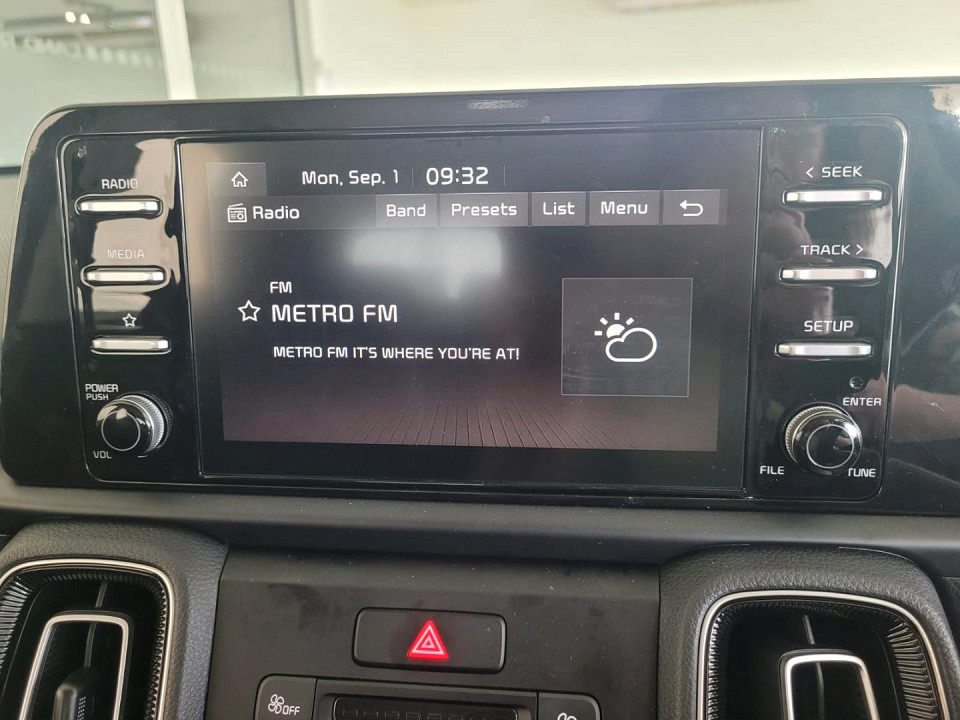 RADIO
MEDIA
POWER
PUSH
VOL
Mon, Sep. 1 09:32
Radio Band Presets List Menu
FM
METRO FM
METRO FM IT'S WHERE YOU'RE AT!
< SEEK
TRACK >
SETUP
ENTER
FILE TUNE
OFF